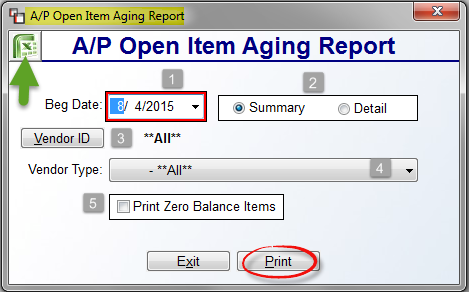 A/P Open Item Aging Report
A/P Open Item Aging Report
1
2
Beg Date: 8/ 4/2015 Summary Detail
Vendor ID 3 **All**
Vendor Type: - **All** 4
5 Print Zero Balance Items
Exit Print